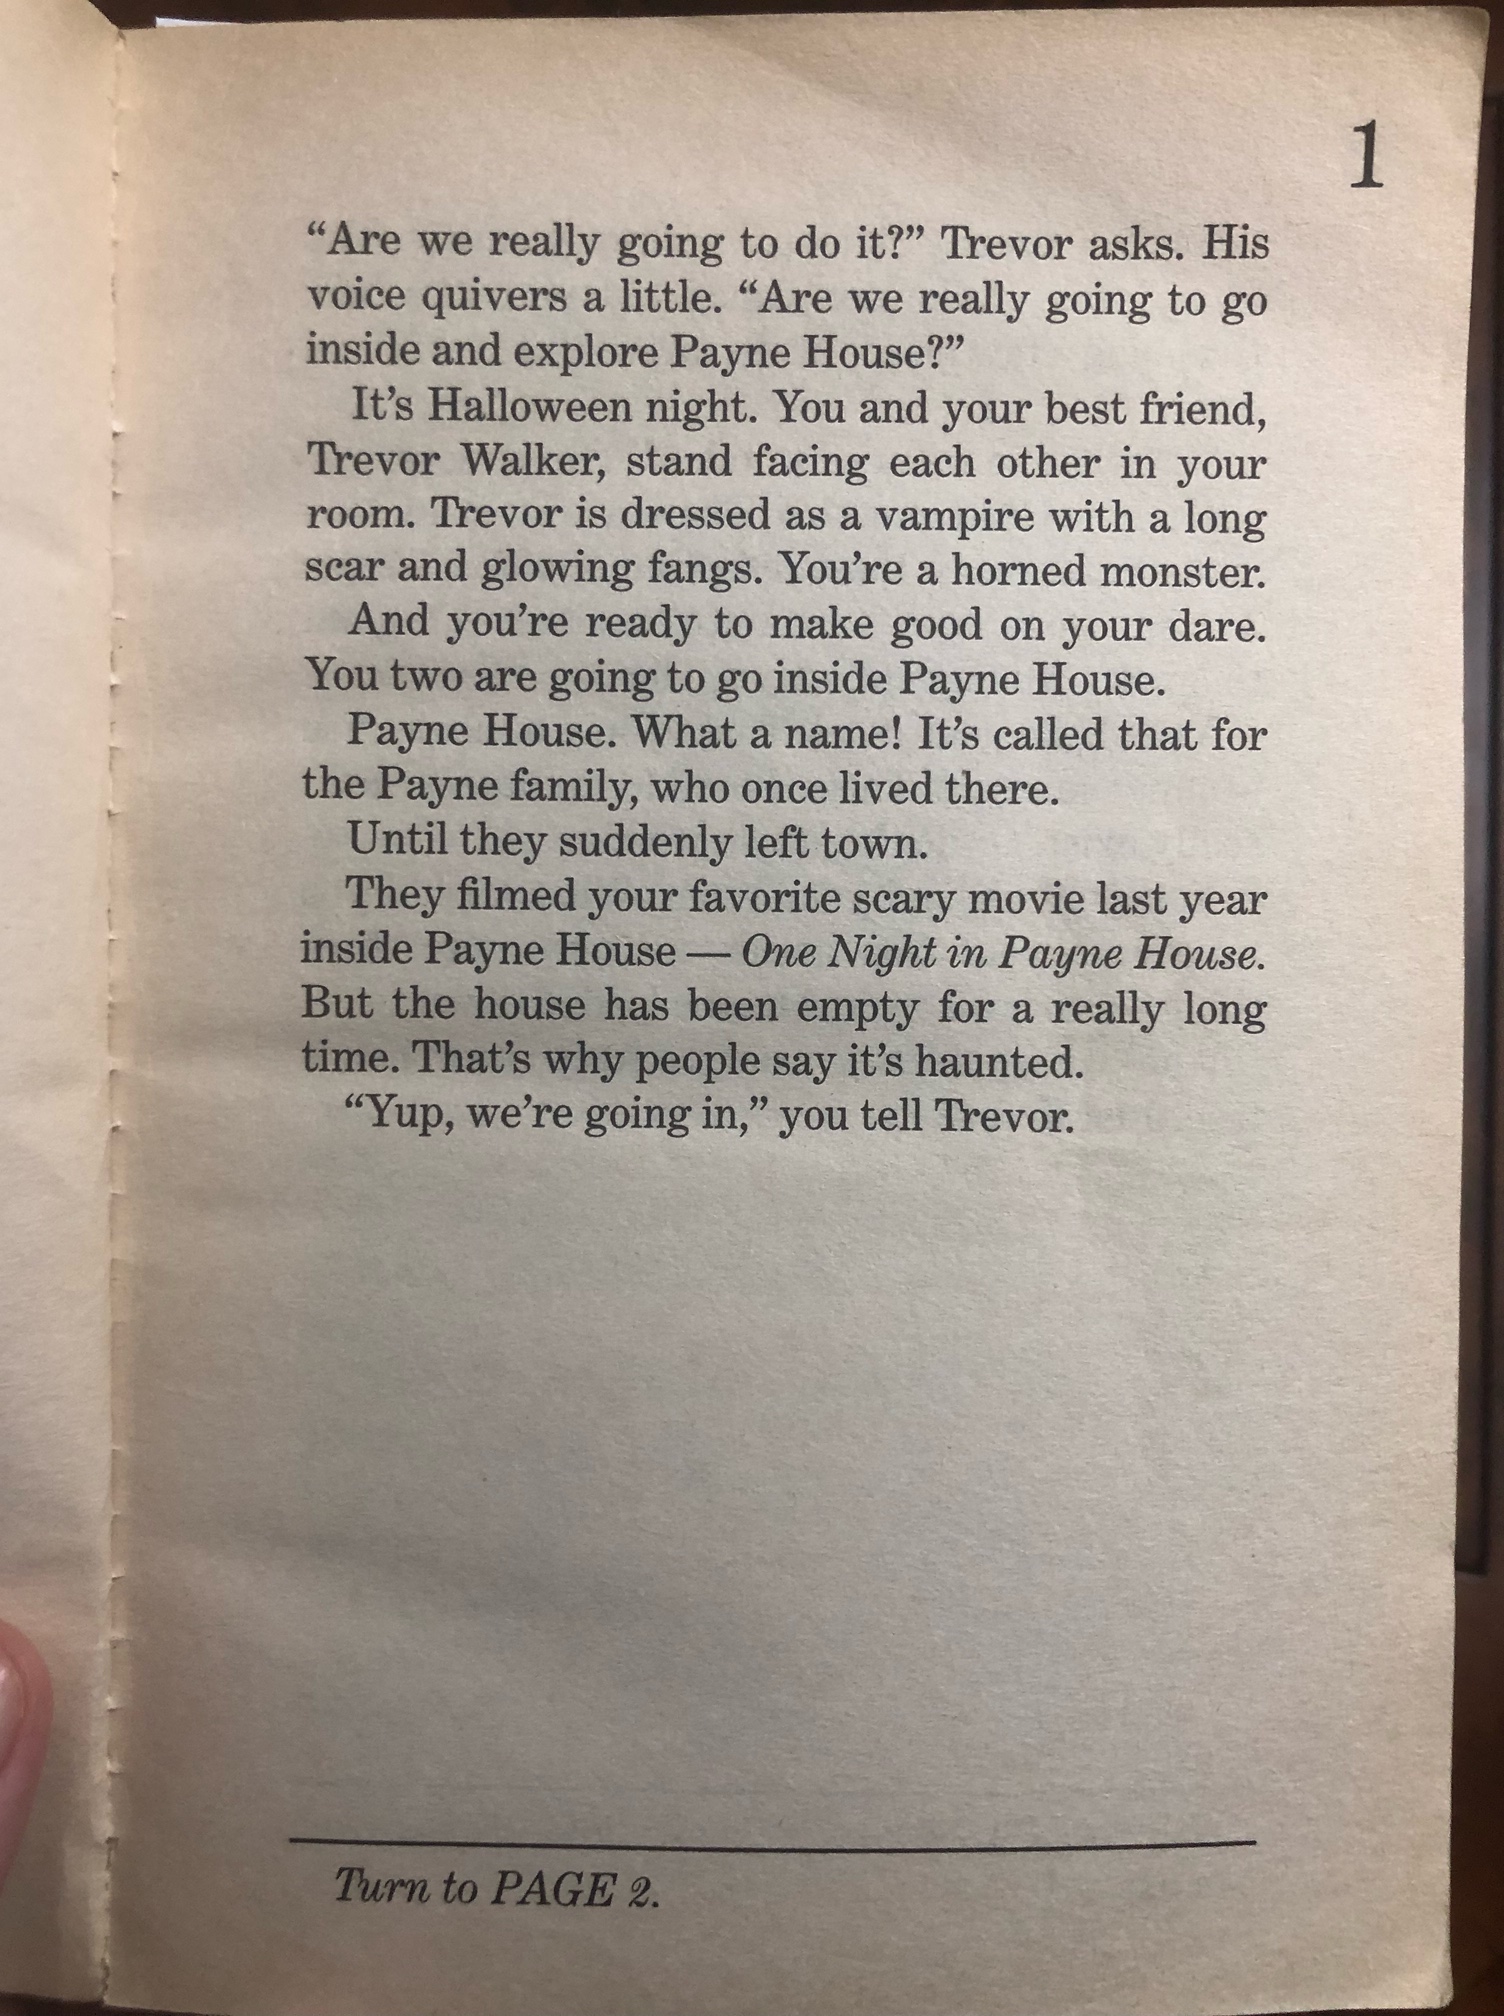 1
“Are we really going to do it?” Trevor asks. His
voice quivers a little. “Are we really going to go
inside and explore Payne House?”
It’s Halloween night. You and your best friend,
Trevor Walker, stand facing each other in your
room. Trevor is dressed as a vampire with a long
scar and glowing fangs. You’re a horned monster.
And you’re ready to make good on your dare.
You two are going to go inside Payne House.
Payne House. What a name! It’s called that for
the Payne family, who once lived there.
Until they suddenly left town.
They filmed your favorite scary movie last year
inside Payne House — One Night in Payne House.
But the house has been empty for a really long
time. That’s why people say it’s haunted.
“Yup, we’re going in,” you tell Trevor.
Turn to PAGE 2.